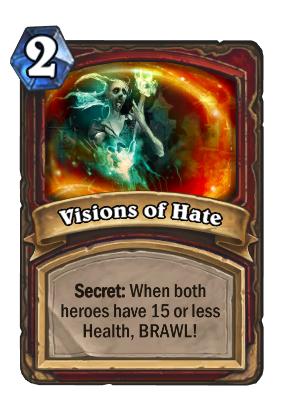 2
Visions of Hate
Secret: When both
heroes have 15 or less
Health, BRAWL!